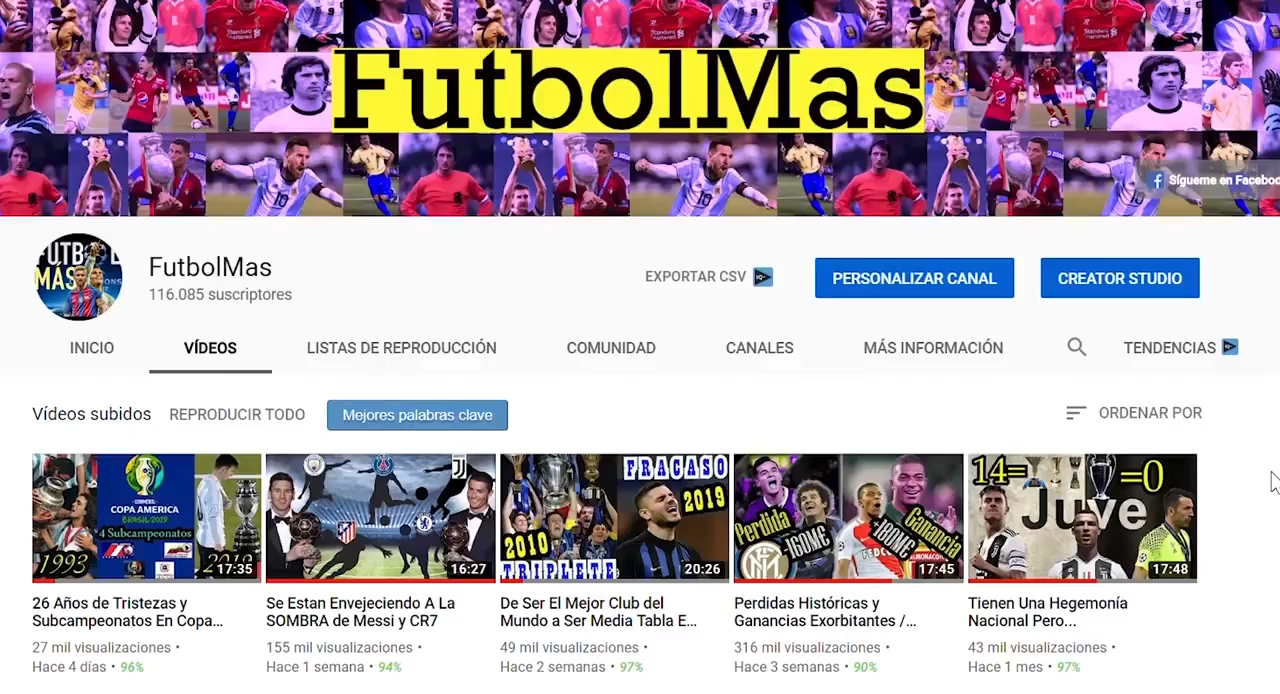 FutbolMas
Sígueme en Faceboo
FutbolMas
116.085 suscriptores
EXPORTAR CSV
PERSONALIZAR CANAL
CREATOR STUDIO
INICIO
VÍDEOS
LISTAS DE REPRODUCCIÓN
COMUNIDAD
CANALES
MÁS INFORMACIÓN
TENDENCIAS
Vídeos subidos
REPRODUCIR TODO
Mejores palabras clave
ORDENAR POR
COPA AMERICA
BRASIL 2019
4 Subcampeonatos
1993
2019
17:35
26 Años de Tristezas y
Subcampeonatos En Copa...
27 mil visualizaciones •
Hace 4 días • 96%
16:27
Se Estan Envejeciendo A La
SOMBRA de Messi y CR7
155 mil visualizaciones •
Hace 1 semana • 94%
FRACASO
2019
2010
TRIPLETE
20:26
De Ser El Mejor Club del
Mundo a Ser Media Tabla E...
49 mil visualizaciones •
Hace 2 semanas • 97%
Perdida
-160M€
+180M€
Ganancia
17:45
Perdidas Históricas y
Ganancias Exorbitantes /...
316 mil visualizaciones •
Hace 3 semanas • 90%
14=
=0
Juve
17:48
Tienen Una Hegemonía
Nacional Pero...
43 mil visualizaciones •
Hace 1 mes • 97%